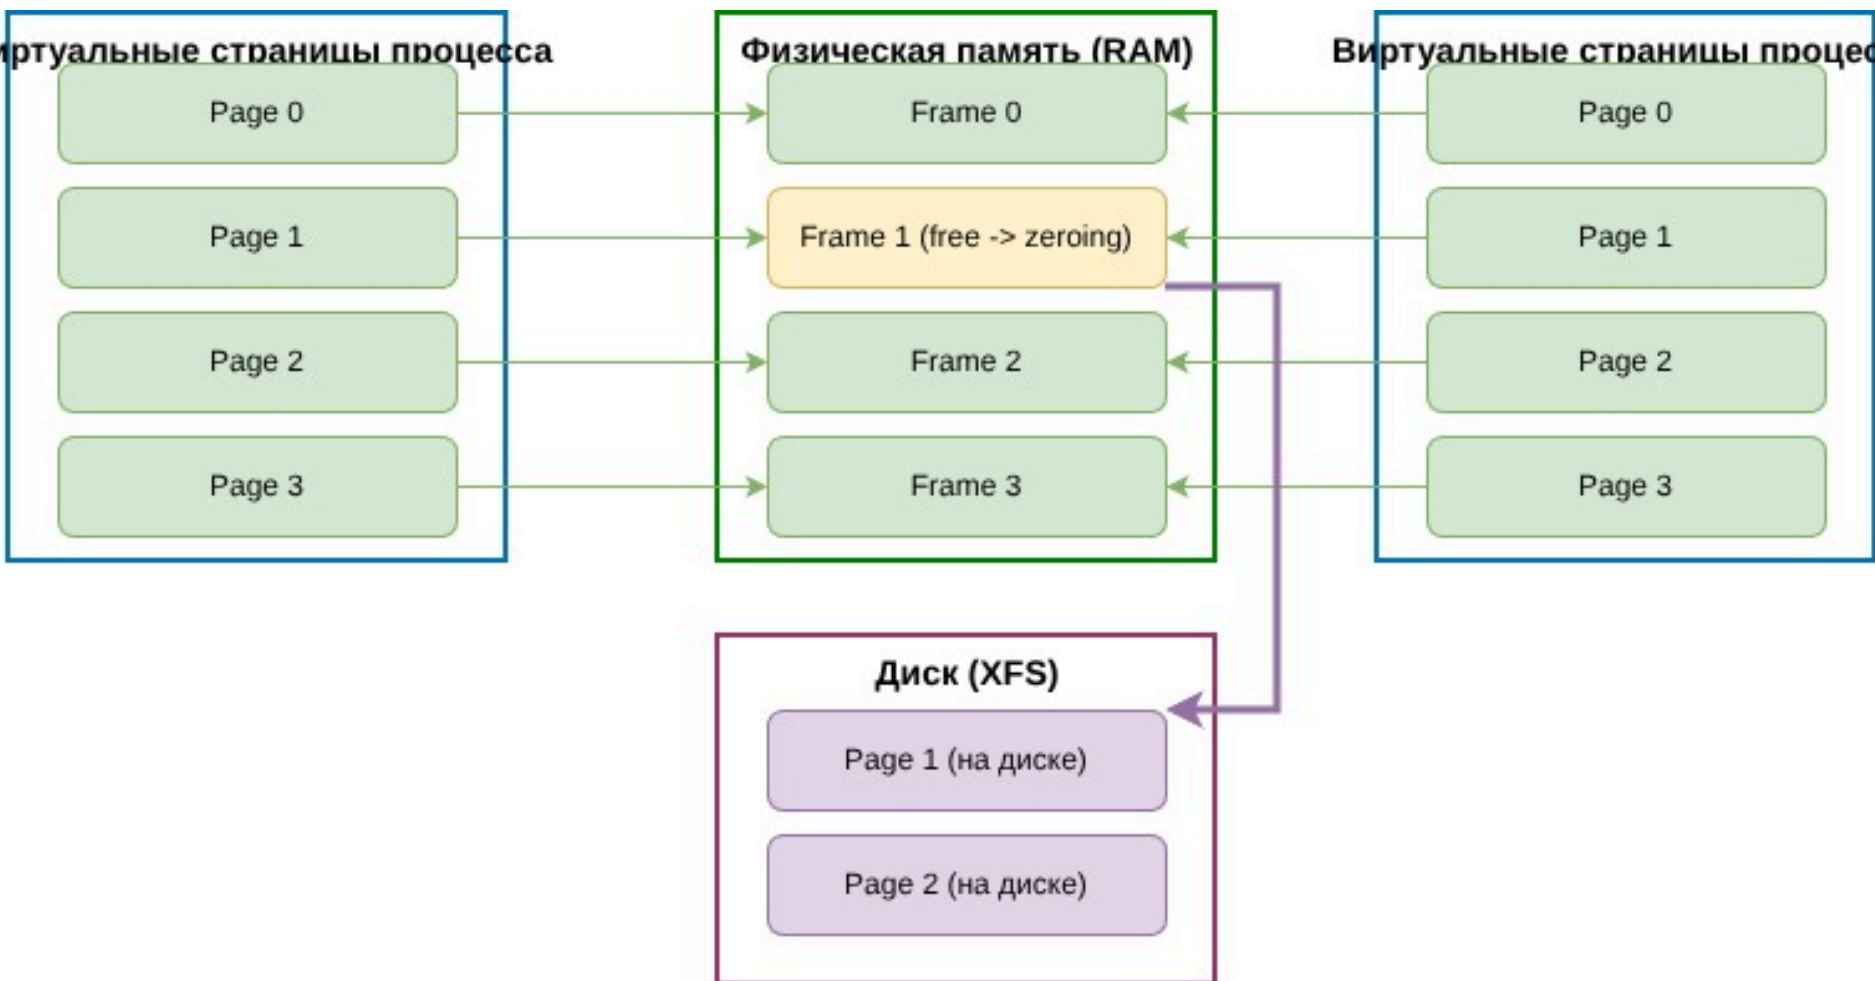 иртуальные страницы процесса
Page 0
Page 1
Page 2
Page 3
Физическая память (RAM)
Frame 0
Frame 1 (free -> zeroing)
Frame 2
Frame 3
Виртуальные страницы процес
Page 0
Page 1
Page 2
Page 3
Диск (XFS)
Page 1 (на диске)
Page 2 (на диске)